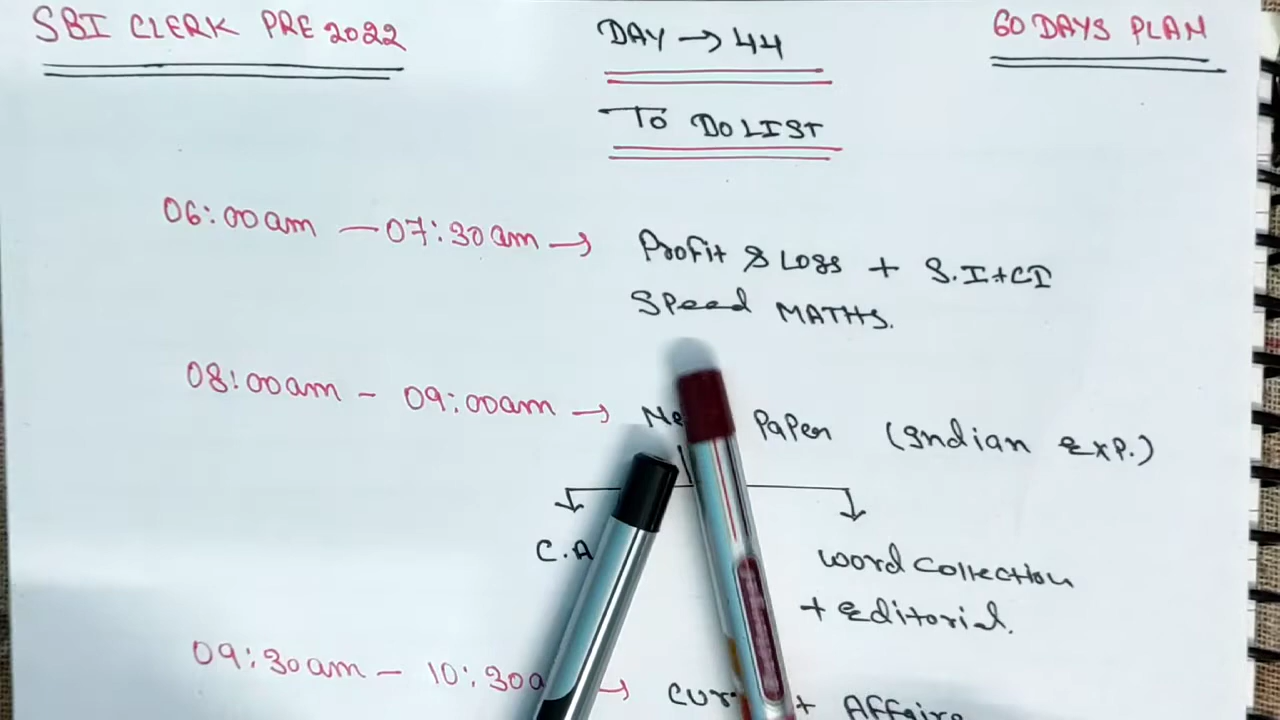 SBI CLERK PRE 2022
DAY → 44
60 DAYS PLAN
TO DO LIST
06:00am — 07:30am → Profit & Loss + S.I+CI
Speed MATHS.
08:00am - 09:00am → Paper (Indian Exp.)
C.A
word collection
+ Editorial.
09:30am - 10:30a → Affairs